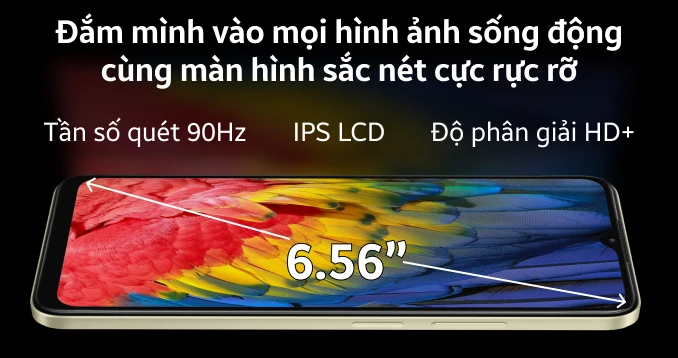 Đắm mình vào mọi hình ảnh sống động
cùng màn hình sắc nét cực rực rỡ
Tần số quét 90Hz IPS LCD Độ phân giải HD+
6.56”